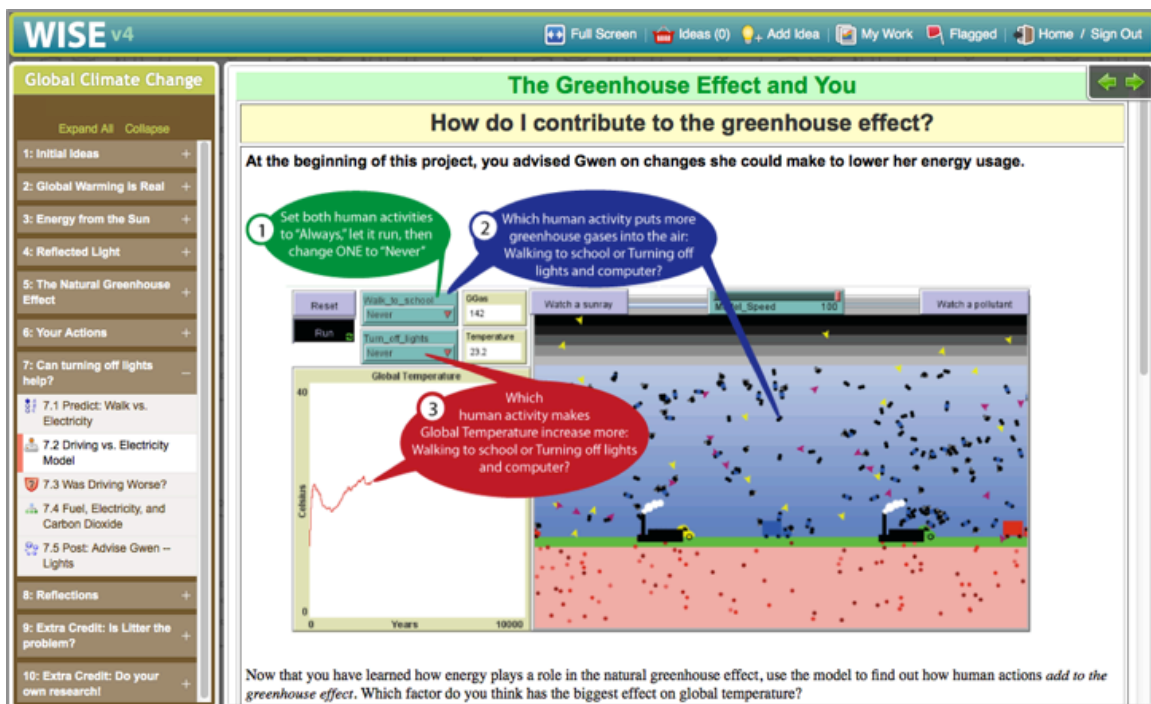 WISE v4
Full Screen | Ideas (0) Add Idea | My Work Flagged | Home / Sign Out
Global Climate Change
Expand All Collapse
1: Initial Ideas +
2: Global Warming is Real +
3: Energy from the Sun +
4: Reflected Light +
5: The Natural Greenhouse
Effect +
6: Your Actions +
7: Can turning off lights
help? –
7.1 Predict: Walk vs.
Electricity
7.2 Driving vs. Electricity
Model
7.3 Was Driving Worse?
7.4 Fuel, Electricity, and
Carbon Dioxide
7.5 Post: Advise Gwen --
Lights
8: Reflections +
9: Extra Credit: Is Litter the
problem? +
10: Extra Credit: Do your
own research! +
The Greenhouse Effect and You
How do I contribute to the greenhouse effect?
At the beginning of this project, you advised Gwen on changes she could make to lower her energy usage.
1
Set both human activities
to "Always," let it run, then
change ONE to "Never"
2
Which human activity puts more
greenhouse gases into the air:
Walking to school or Turning off
lights and computer?
Reset
Run
Walk_to_school
Never
Turn_off_lights
Never
GGas
142
Temperature
23.2
Watch a sunray
Model_Speed 100
Watch a pollutant
Global Temperature
40
Celsius
0
0 Years 10000
3
Which
human activity makes
Global Temperature increase more:
Walking to school or Turning off lights
and computer?
Now that you have learned how energy plays a role in the natural greenhouse effect, use the model to find out how human actions add to the
greenhouse effect. Which factor do you think has the biggest effect on global temperature?